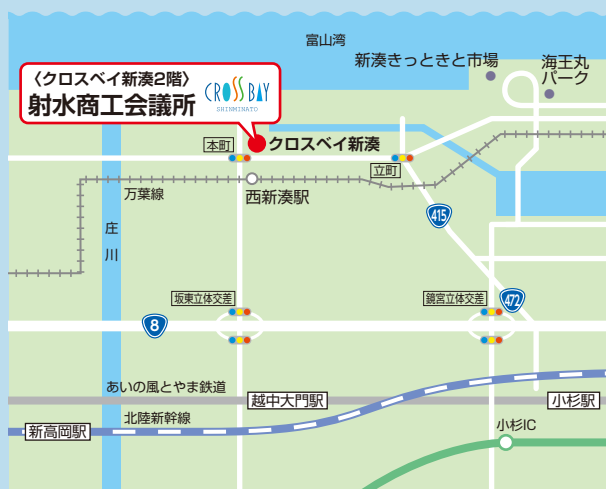 富山湾
新湊きっときと市場
海王丸
パーク
〈クロスベイ新湊2階〉
射水商工会議所
CROSS BAY
SHINMINATO
本町
クロスベイ新湊
立町
万葉線
西新湊駅
415
庄
川
坂東立体交差
鏡宮立体交差
472
8
あいの風とやま鉄道
越中大門駅
小杉駅
北陸新幹線
新高岡駅
小杉IC